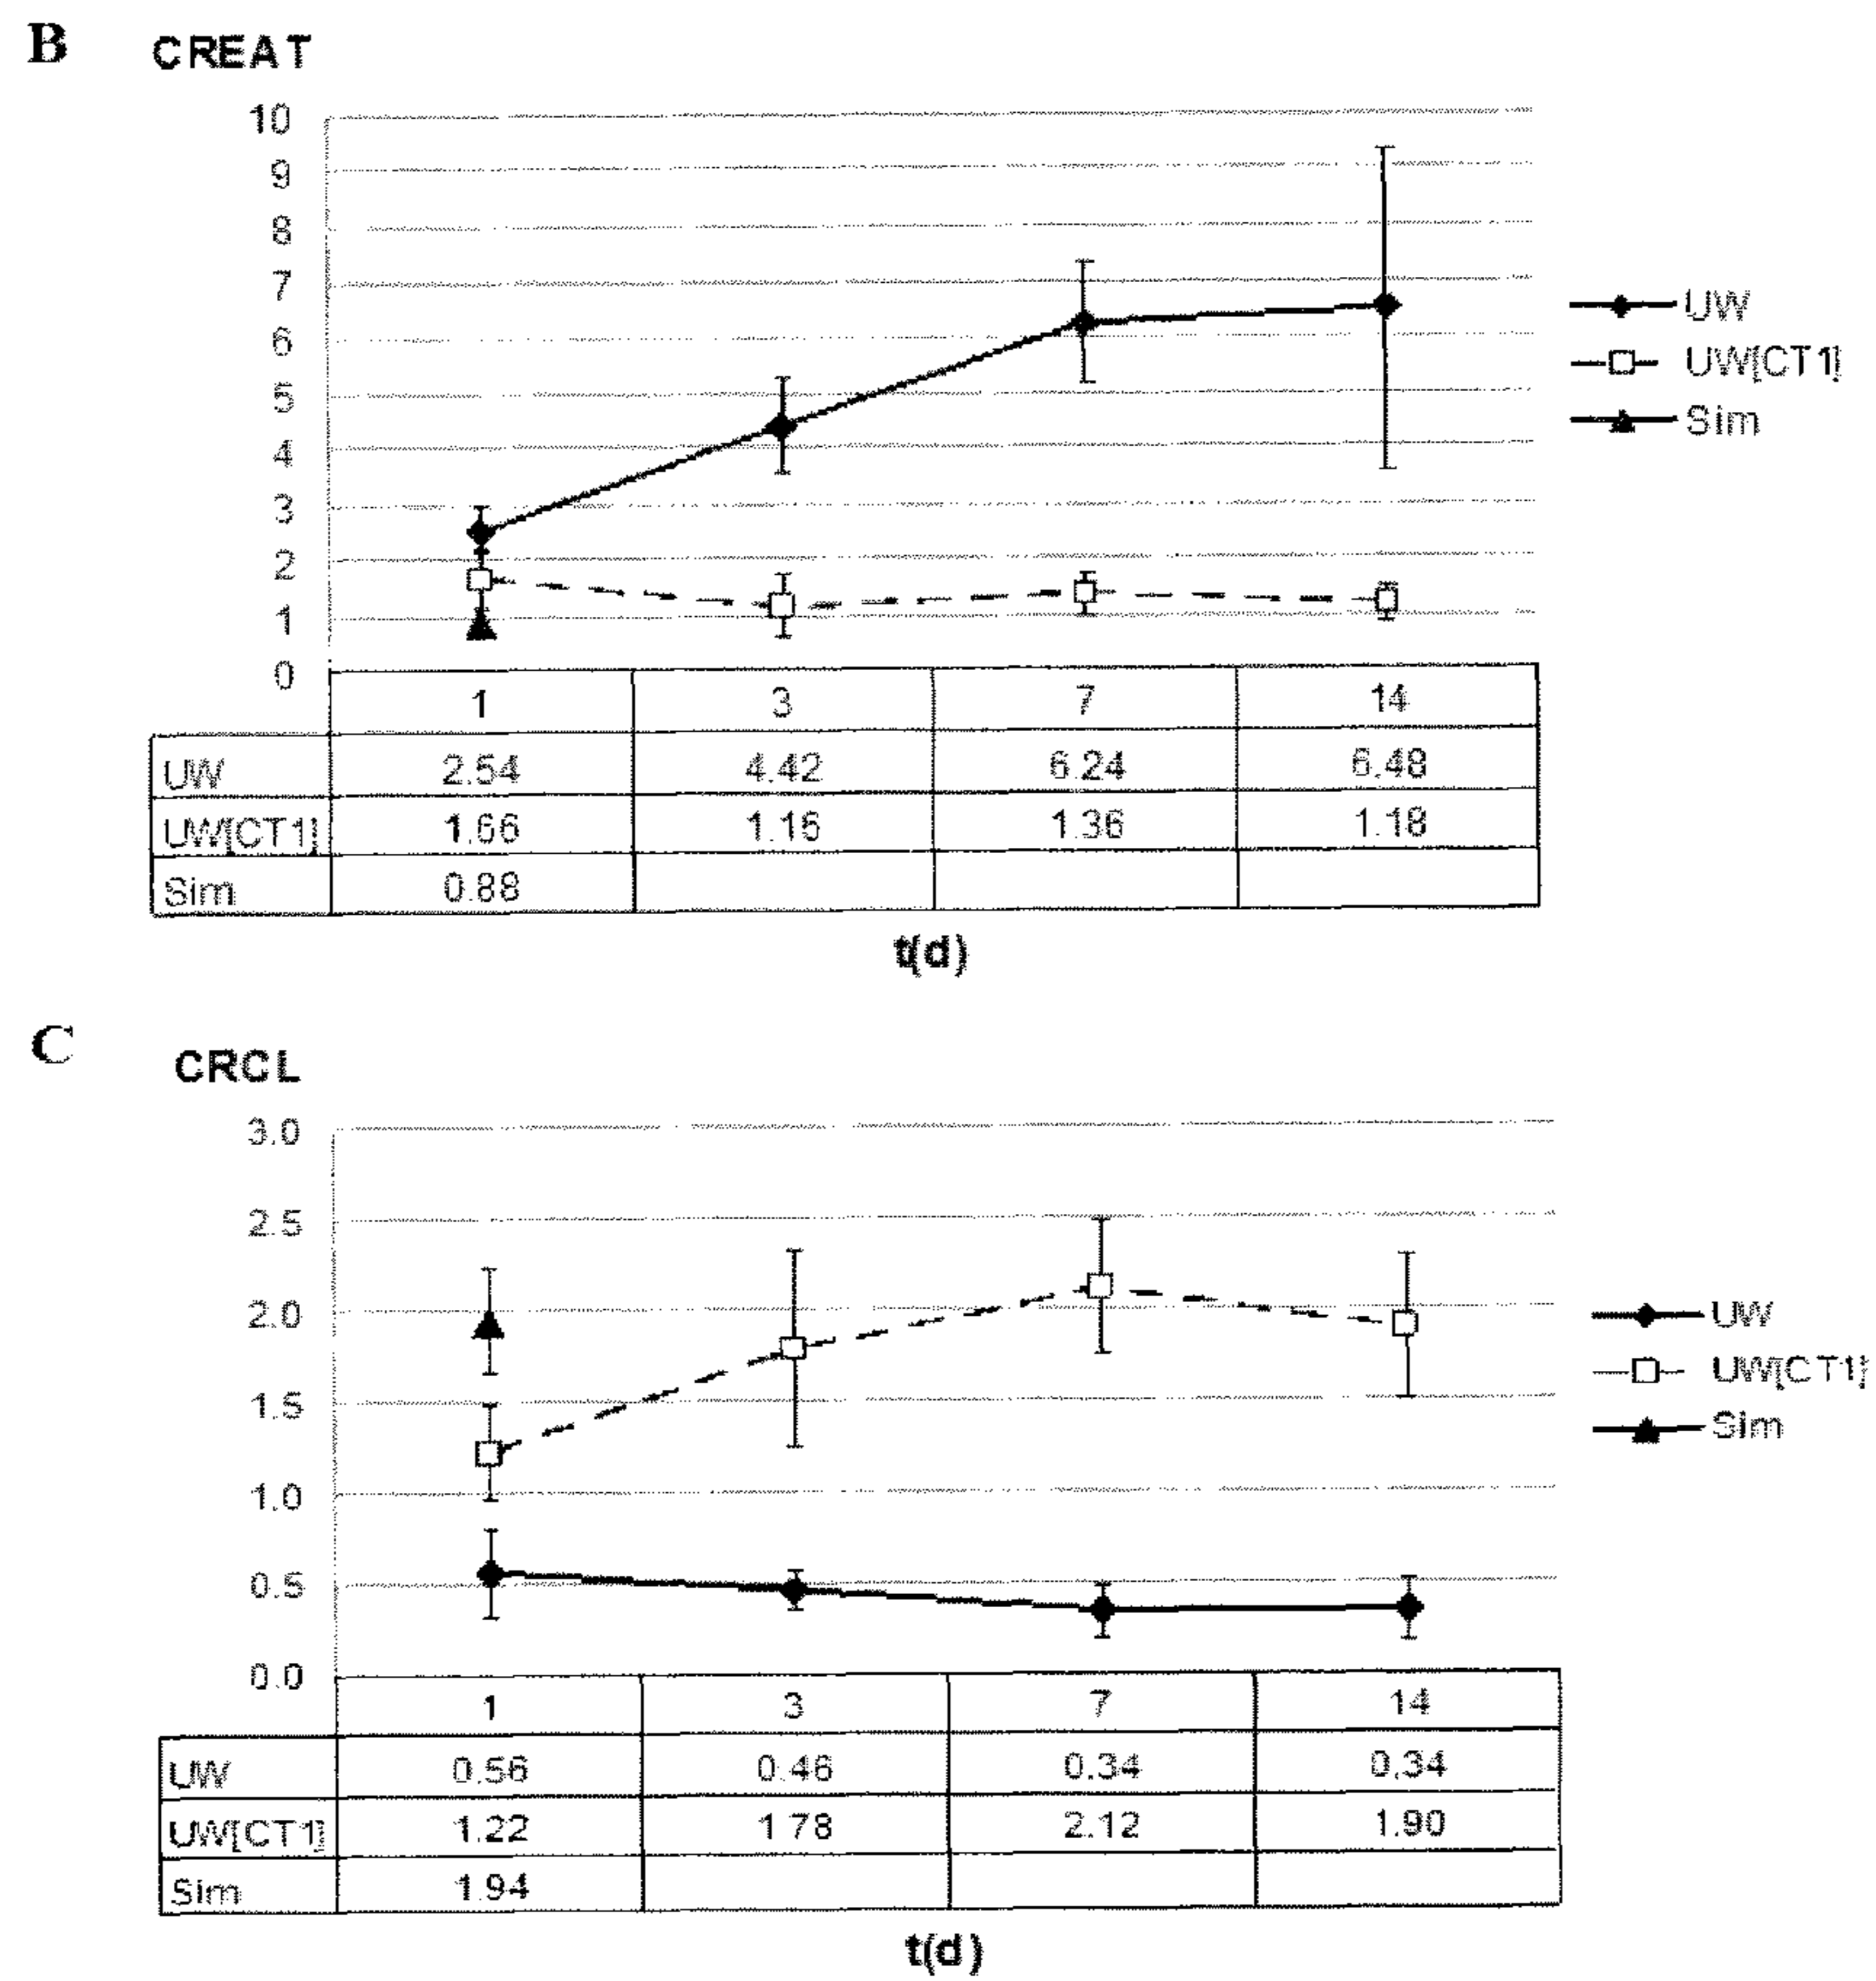 B CREAT
10
9
8
7
6
5
4
3
2
1
0
UW
UW[CT1]
Sim
1 3 7 14
UW 2.54 4.42 6.24 6.48
UW[CT1] 1.66 1.16 1.36 1.18
Sim 0.88
t(d)
C CRCL
3.0
2.5
2.0
1.5
1.0
0.5
0.0
UW
UW[CT1]
Sim
1 3 7 14
UW 0.56 0.46 0.34 0.34
UW[CT1] 1.22 1.78 2.12 1.90
Sim 1.94
t(d)